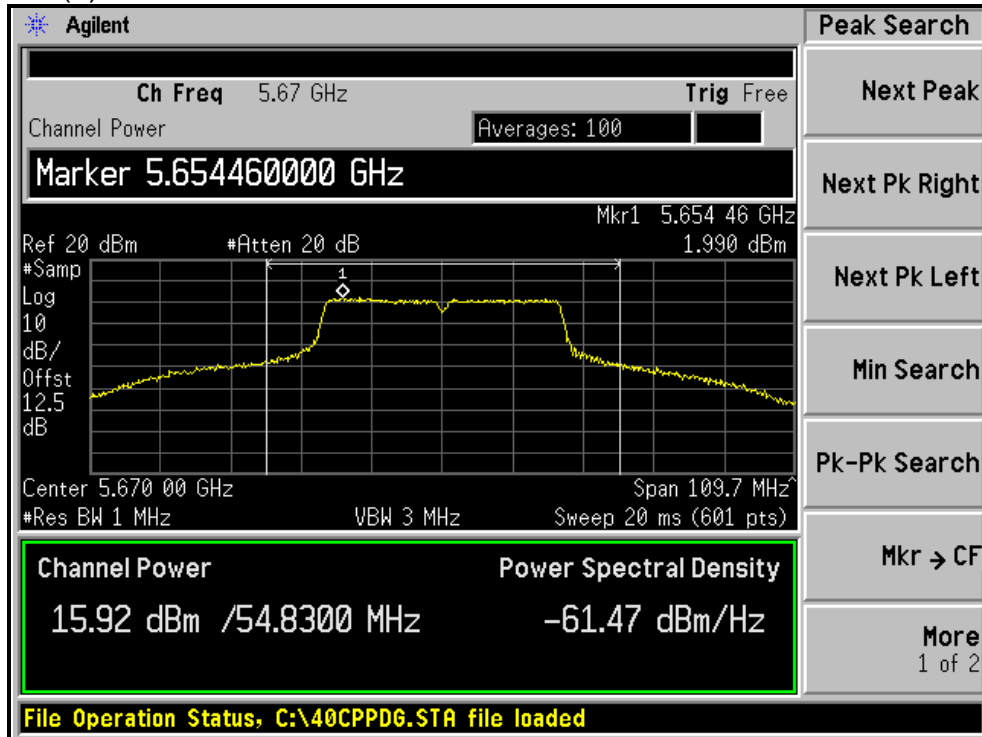 Agilent
Peak Search
Ch Freq 5.67 GHz Trig Free
Channel Power Averages: 100
Marker 5.654460000 GHz
Mkr1 5.654 46 GHz
Ref 20 dBm #Atten 20 dB 1.990 dBm
#Samp
Log
10
dB/
Offst
12.5
dB
1
Center 5.670 00 GHz Span 109.7 MHz^
#Res BW 1 MHz VBW 3 MHz Sweep 20 ms (601 pts)
Channel Power Power Spectral Density
15.92 dBm /54.8300 MHz -61.47 dBm/Hz
File Operation Status, C:\40CPPDG.STA file loaded
Next Peak
Next Pk Right
Next Pk Left
Min Search
Pk-Pk Search
Mkr → CF
More
1 of 2